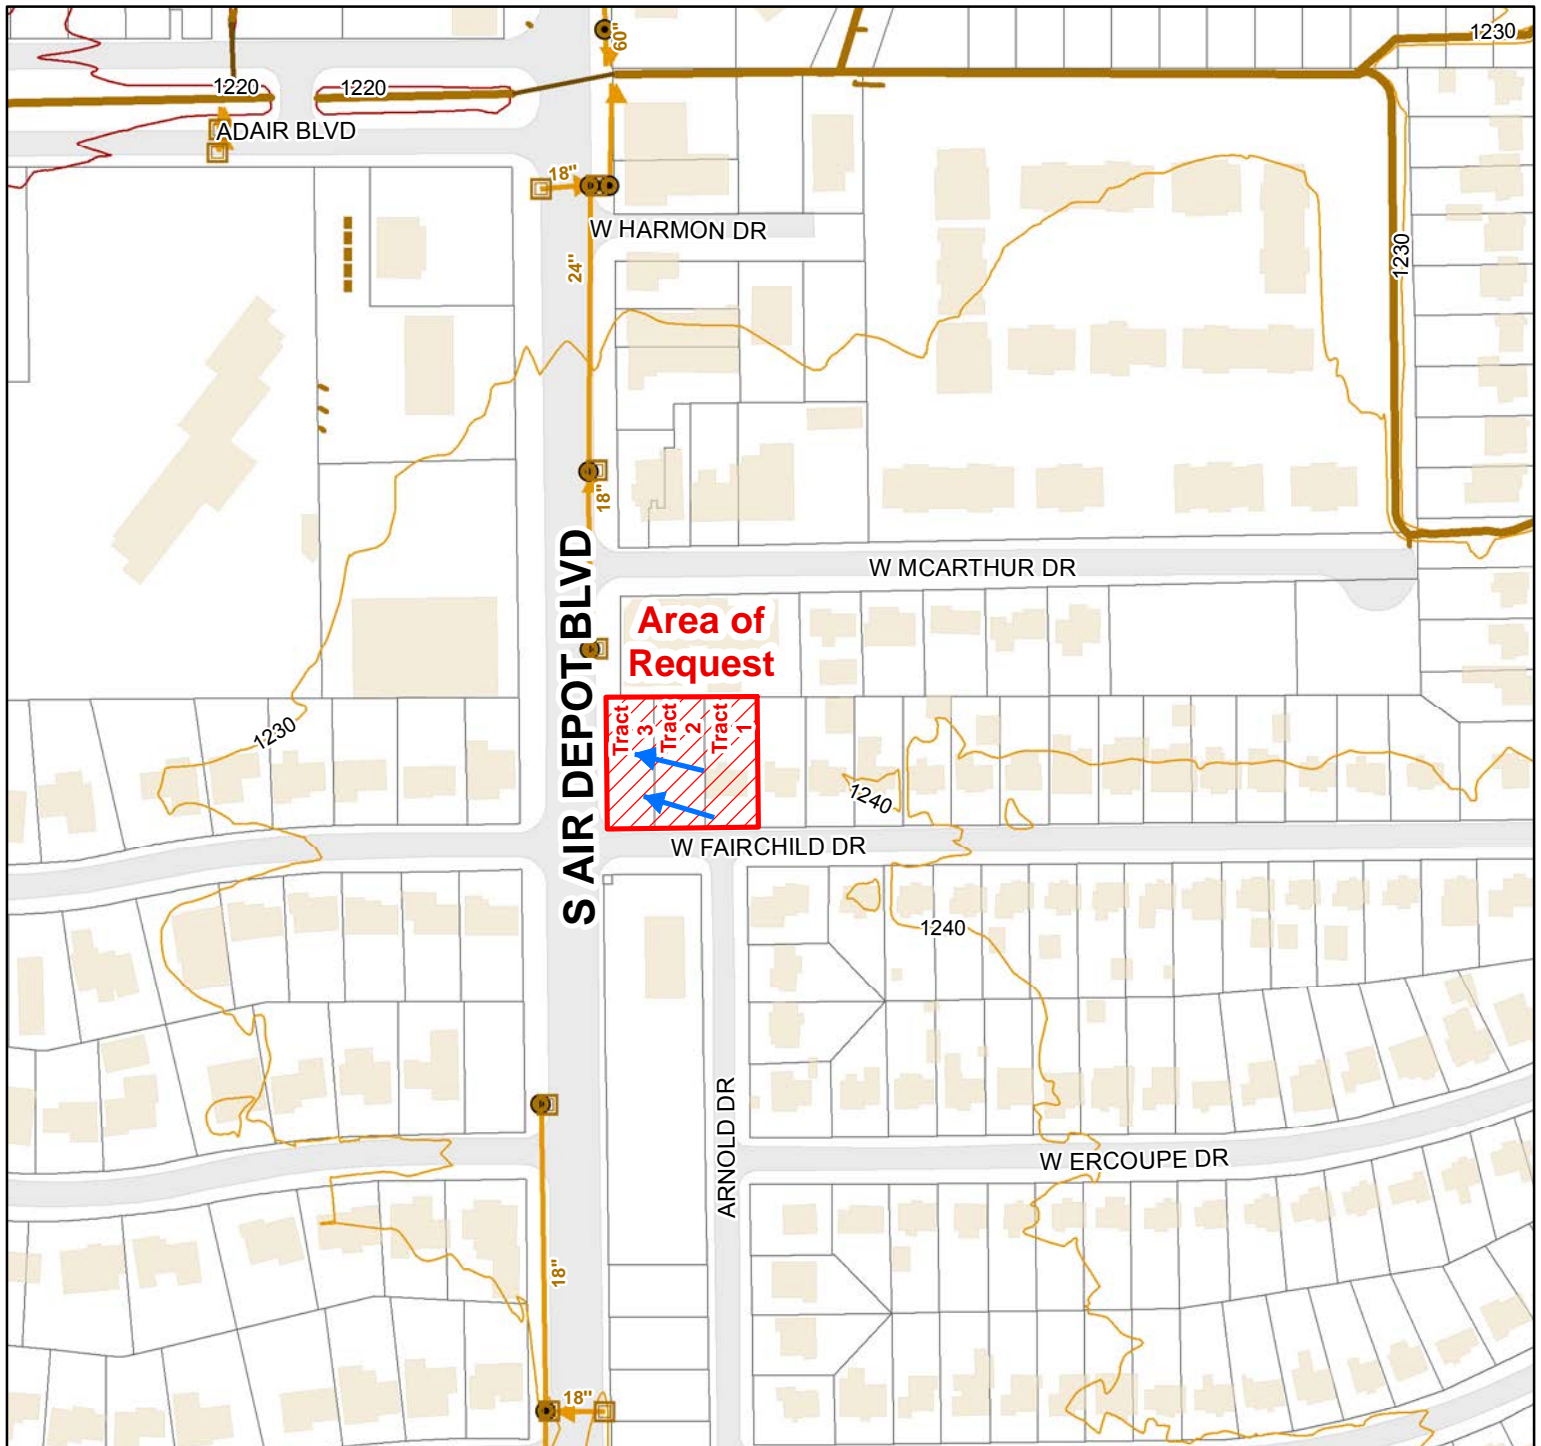 60"
1230
1220
1220
ADAIR BLVD
18"
W HARMON DR
24"
1230
18"
W MCARTHUR DR
S AIR DEPOT BLVD
Area of
Request
Tract
3
Tract
2
Tract
1
1230
1240
W FAIRCHILD DR
1240
ARNOLD DR
W ERCOUPE DR
18"
18"